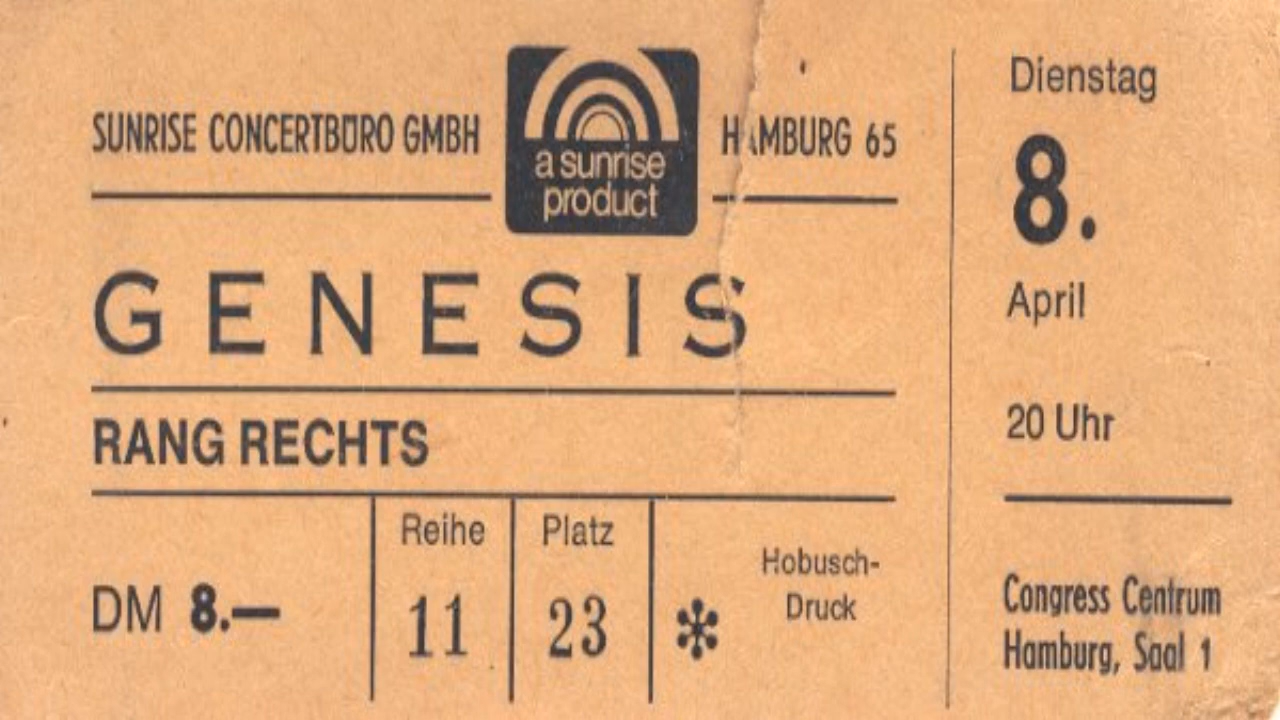 SUNRISE CONCERTBÜRO GMBH
a sunrise
product
HAMBURG 65
GENESIS
RANG RECHTS
DM 8.—
Reihe
11
Platz
23
*
Hobusch-
Druck
Dienstag
8.
April
20 Uhr
Congress Centrum
Hamburg, Saal 1